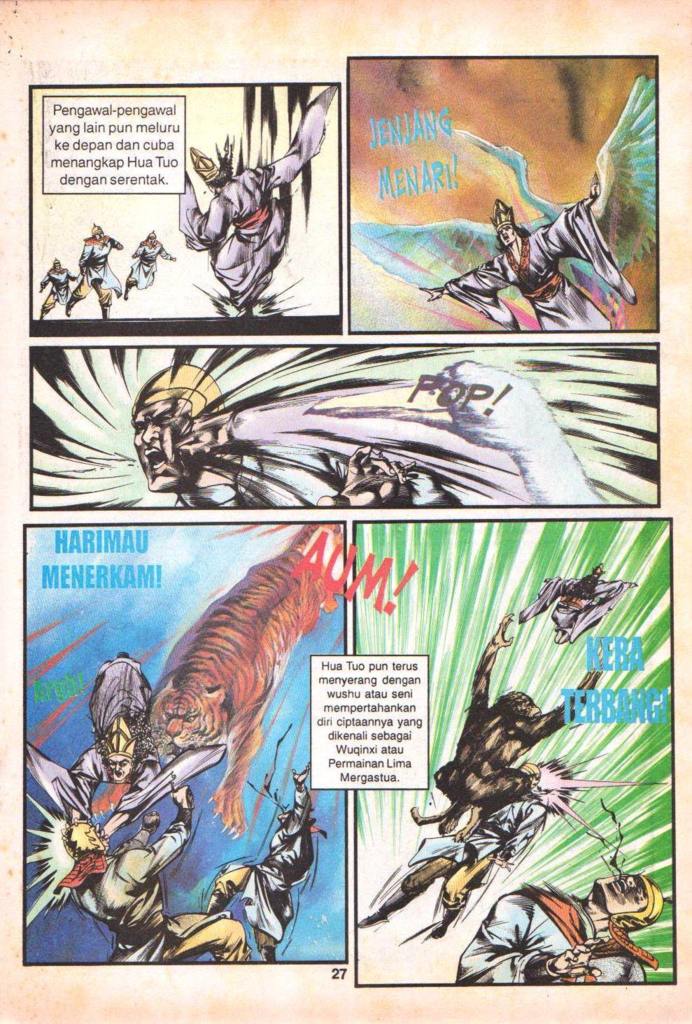 Pengawal-pengawal
yang lain pun meluru
ke depan dan cuba
menangkap Hua Tuo
dengan serentak.
JENJANG
MENARI!
POP!
HARIMAU
MENERKAM!
AUM!
Hua Tuo pun terus
menyerang dengan
wushu atau seni
mempertahankan
diri ciptaannya yang
dikenali sebagai
Wuqinxi atau
Permainan Lima
Mergastua.
KERA
TERBANG!
27